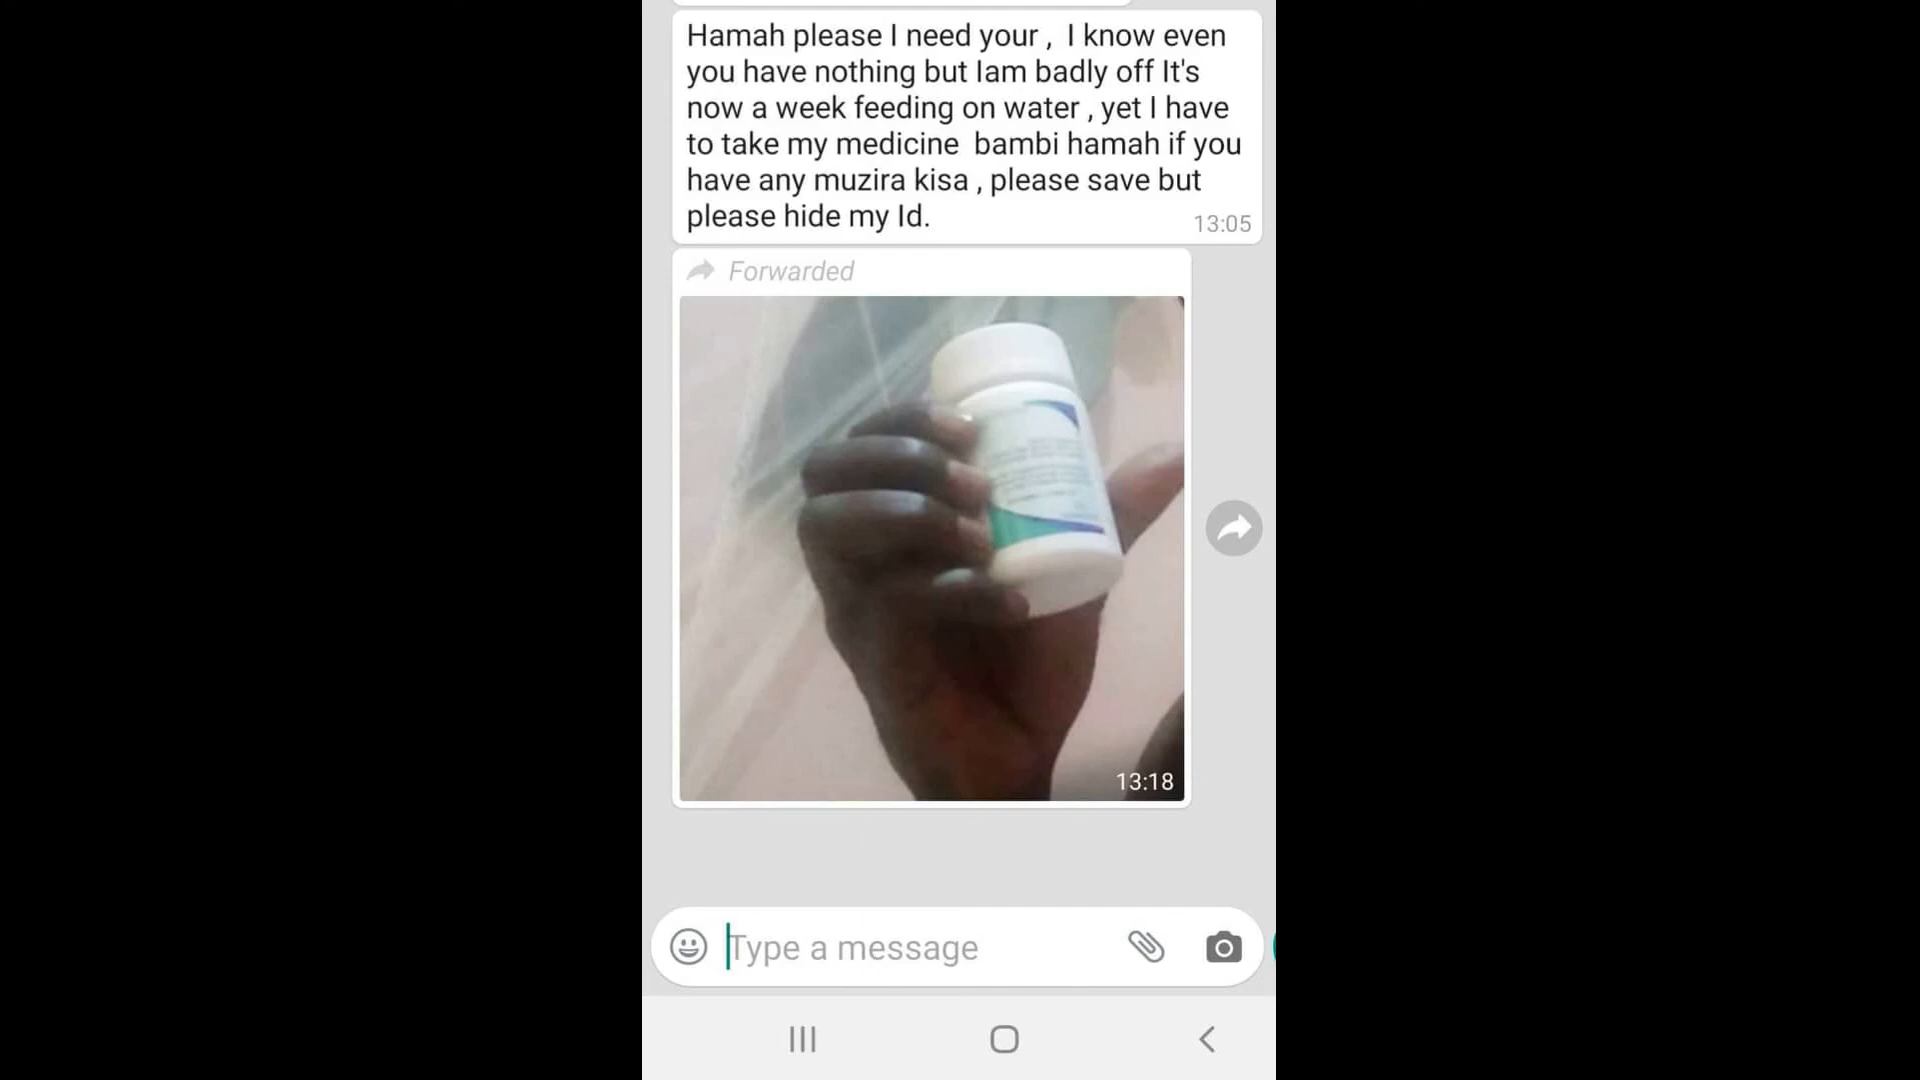 Hamah please I need your , I know even
you have nothing but Iam badly off It's
now a week feeding on water , yet I have
to take my medicine bambi hamah if you
have any muzira kisa , please save but
please hide my Id.
13:05
Forwarded
13:18
Type a message